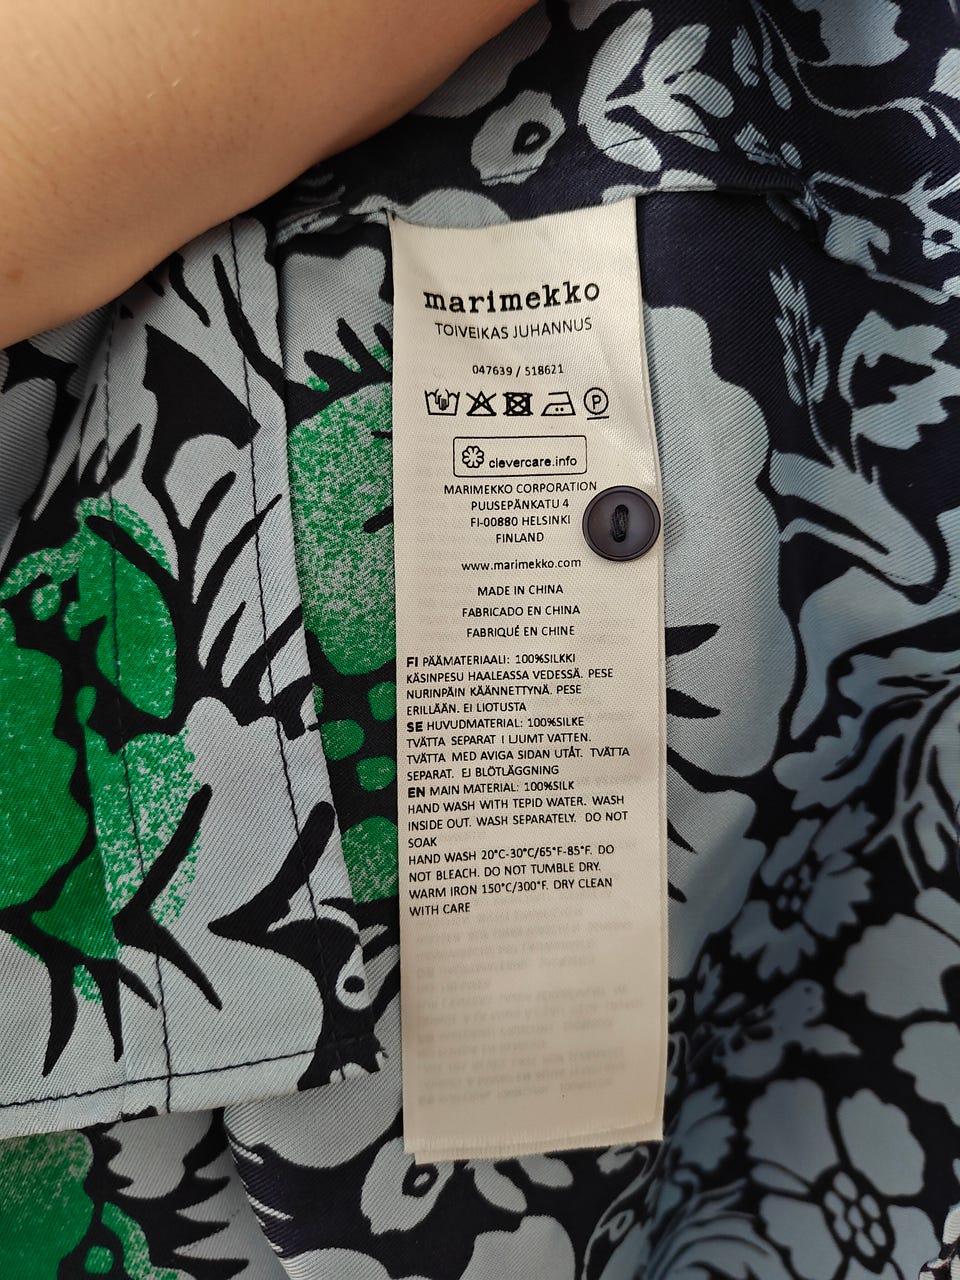 marimekko
TOIVEIKAS JUHANNUS
047639 / 518621
P
clevercare.info
MARIMEKKO CORPORATION
PUUSEPÄNKATU 4
FI-00880 HELSINKI
FINLAND
www.marimekko.com
MADE IN CHINA
FABRICADO EN CHINA
FABRIQUÉ EN CHINE
FI PÄÄMATERIAALI: 100%SILKKI
KÄSINPESU HAALEASSA VEDESSÄ. PESE
NURINPÄIN KÄÄNNETTYNÄ. PESE
ERILLÄÄN. EI LIOTUSTA
SE HUVUDMATERIAL: 100%SILKE
TVÄTTA SEPARAT I LJUMT VATTEN.
TVÄTTA MED AVIGA SIDAN UTÅT. TVÄTTA
SEPARAT. EJ BLÖTLÄGGNING
EN MAIN MATERIAL: 100%SILK
HAND WASH WITH TEPID WATER. WASH
INSIDE OUT. WASH SEPARATELY. DO NOT
SOAK
HAND WASH 20°C-30°C/65°F-85°F. DO
NOT BLEACH. DO NOT TUMBLE DRY.
WARM IRON 150°C/300°F. DRY CLEAN
WITH CARE